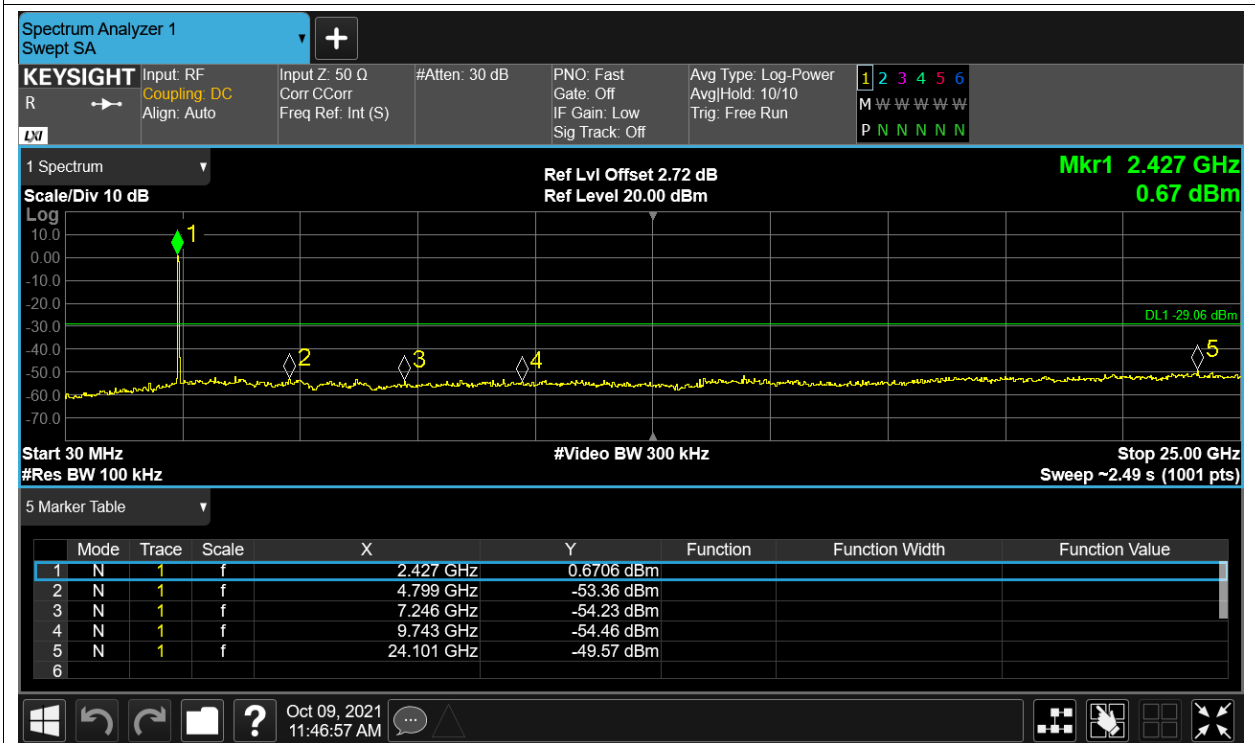 Spectrum Analyzer 1
Swept SA
KEYSIGHT Input: RF Input Z: 50 Ω #Atten: 30 dB PNO: Fast Avg Type: Log-Power 1 2 3 4 5 6
R Coupling: DC Corr CCorr Gate: Off Avg|Hold: 10/10 M W W W W W
Align: Auto Freq Ref: Int (S) IF Gain: Low Trig: Free Run
LXI Sig Track: Off P N N N N N
1 Spectrum Ref Lvl Offset 2.72 dB Mkr1 2.427 GHz
Scale/Div 10 dB Ref Level 20.00 dBm 0.67 dBm
Log
10.0
0.00
-10.0
-20.0
-30.0
-40.0
-50.0
-60.0
-70.0
1
DL1 -29.06 dBm
2
3
4
5
Start 30 MHz #Video BW 300 kHz Stop 25.00 GHz
#Res BW 100 kHz Sweep ~2.49 s (1001 pts)
5 Marker Table
Mode Trace Scale X Y Function Function Width Function Value
1 N 1 f 2.427 GHz 0.6706 dBm
2 N 1 f 4.799 GHz -53.36 dBm
3 N 1 f 7.246 GHz -54.23 dBm
4 N 1 f 9.743 GHz -54.46 dBm
5 N 1 f 24.101 GHz -49.57 dBm
6
? Oct 09, 2021
11:46:57 AM